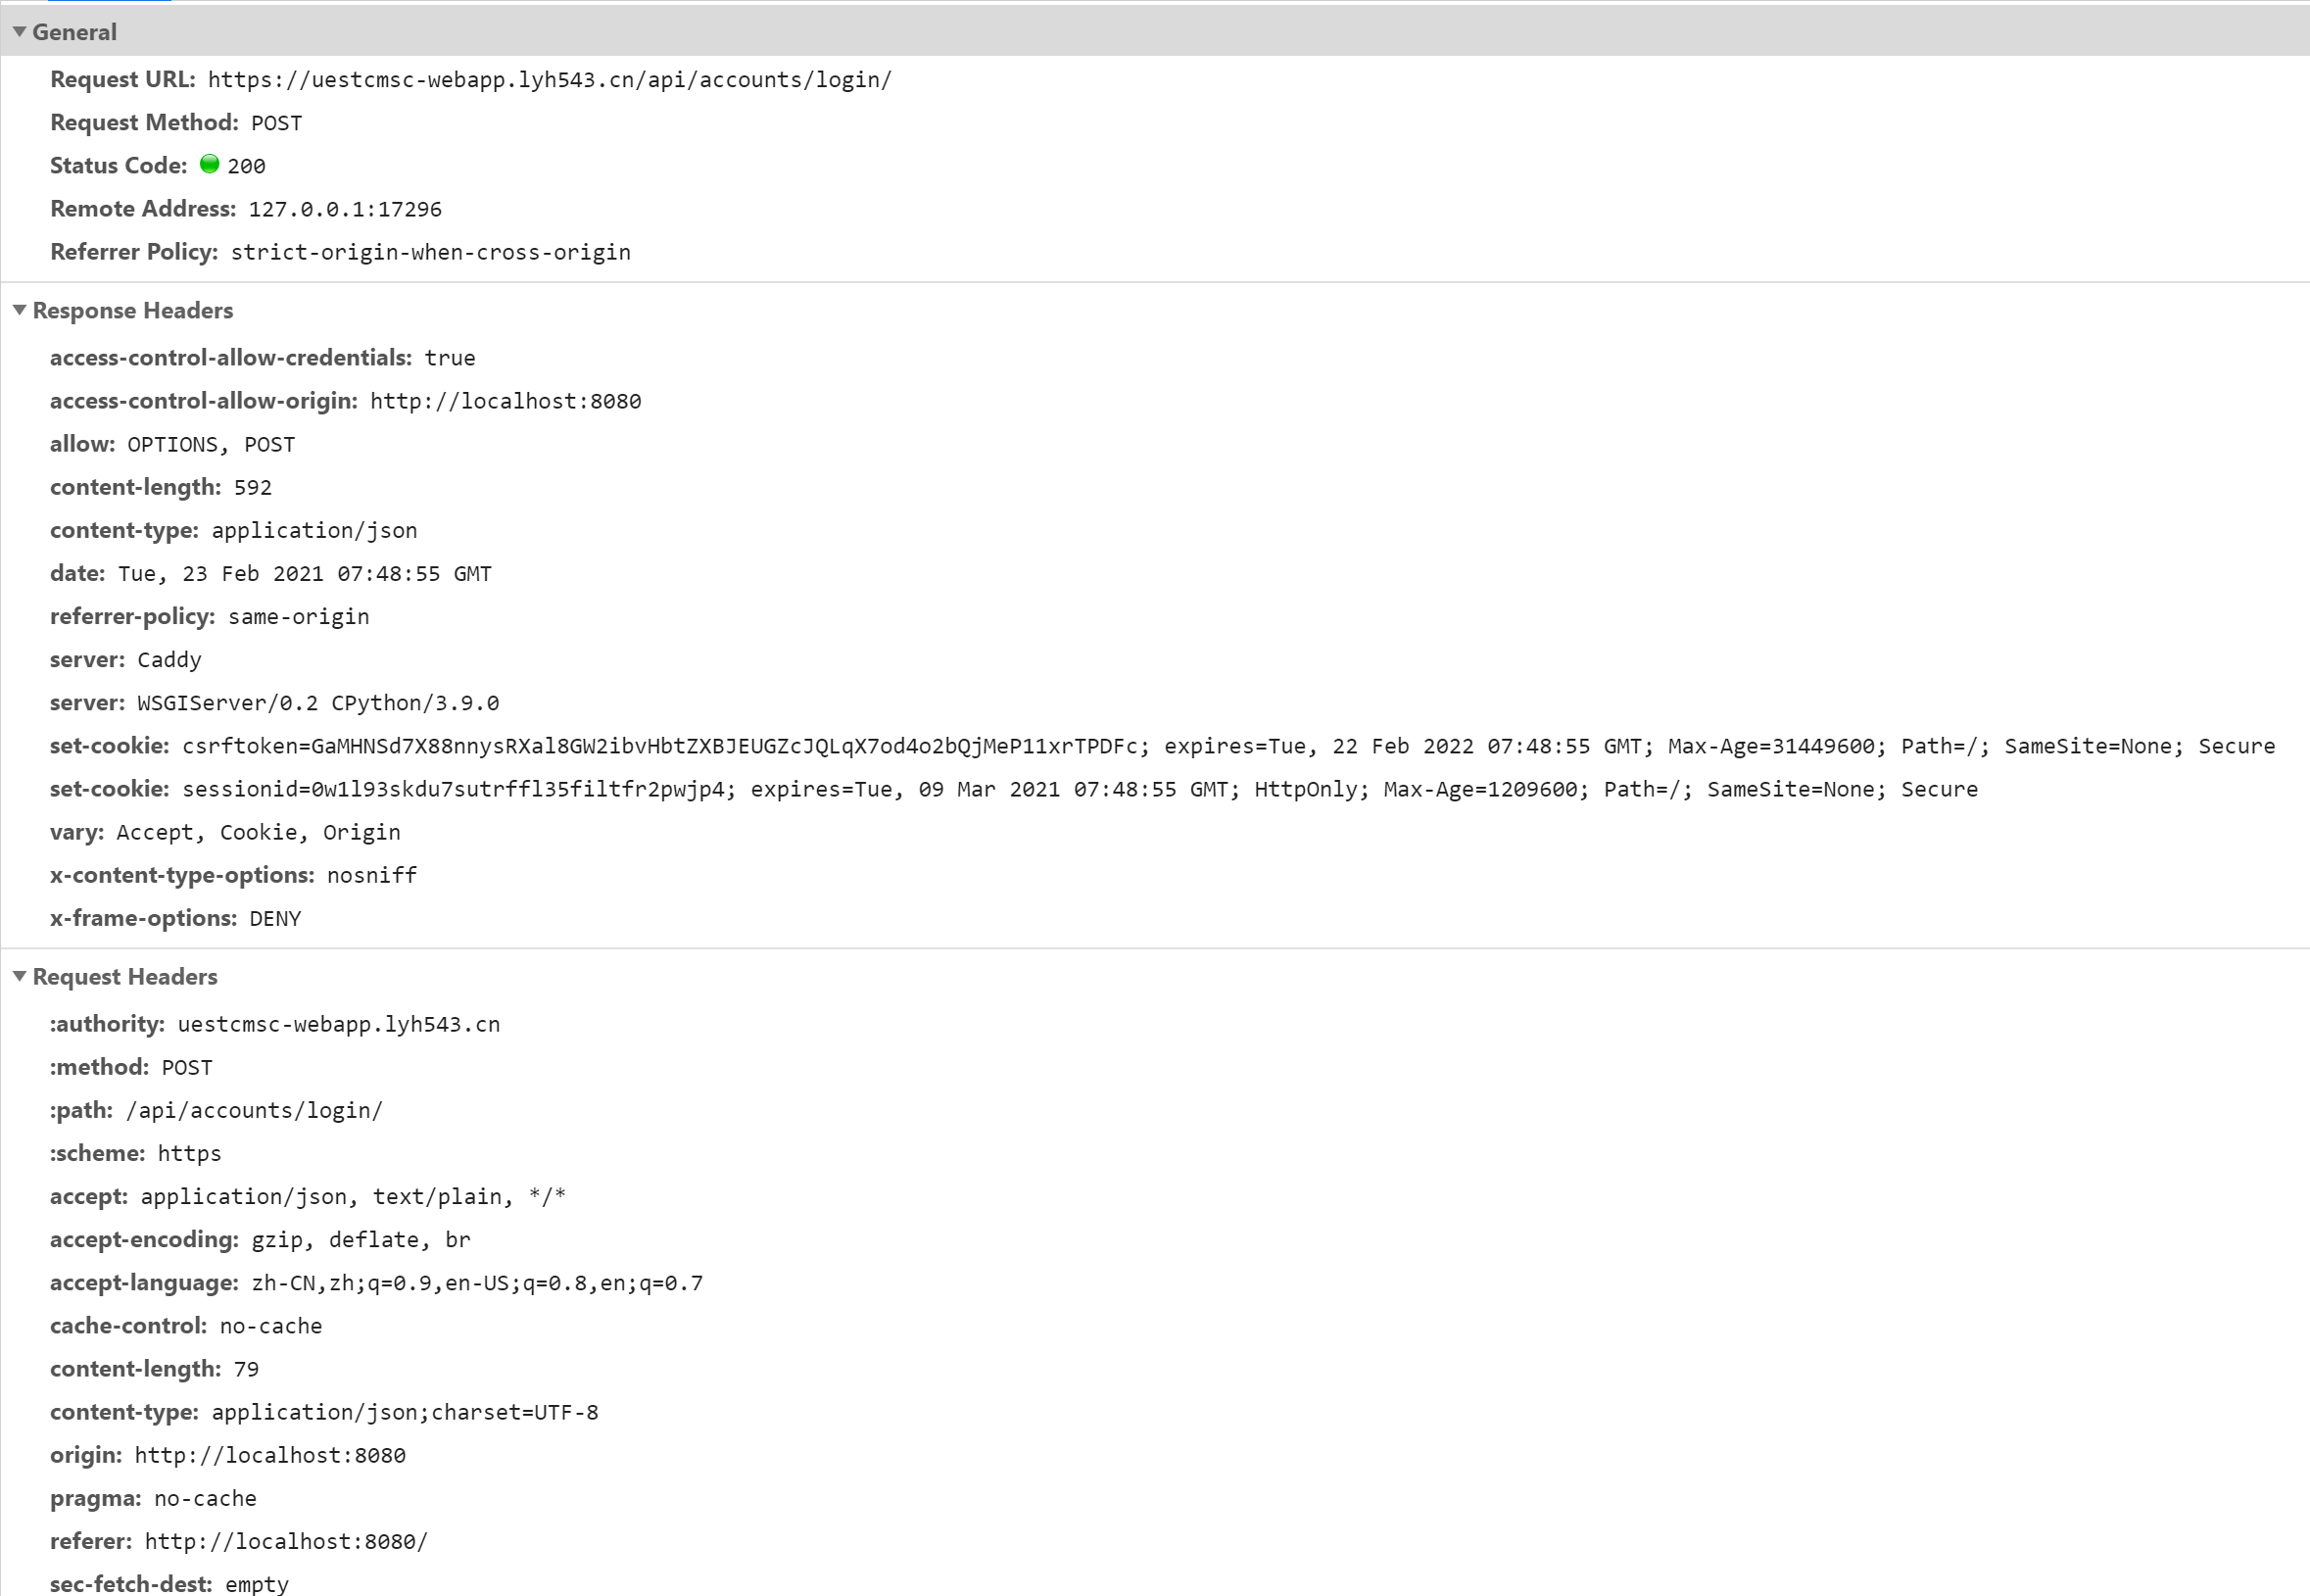 General
Request URL: https://uestcmsc-webapp.lyh543.cn/api/accounts/login/
Request Method: POST
Status Code: 200
Remote Address: 127.0.0.1:17296
Referrer Policy: strict-origin-when-cross-origin
Response Headers
access-control-allow-credentials: true
access-control-allow-origin: http://localhost:8080
allow: OPTIONS, POST
content-length: 592
content-type: application/json
date: Tue, 23 Feb 2021 07:48:55 GMT
referrer-policy: same-origin
server: Caddy
server: WSGIServer/0.2 CPython/3.9.0
set-cookie: csrftoken=GaMHNSd7X88nnysRXal8GW2ibvHbtZXBJEUGZcJQLqX7od4o2bQjMeP11xrTPDFc; expires=Tue, 22 Feb 2022 07:48:55 GMT; Max-Age=31449600; Path=/; SameSite=None; Secure
set-cookie: sessionid=0w1l93skdu7sutrffl35filtfr2pwjp4; expires=Tue, 09 Mar 2021 07:48:55 GMT; HttpOnly; Max-Age=1209600; Path=/; SameSite=None; Secure
vary: Accept, Cookie, Origin
x-content-type-options: nosniff
x-frame-options: DENY
Request Headers
:authority: uestcmsc-webapp.lyh543.cn
:method: POST
:path: /api/accounts/login/
:scheme: https
accept: application/json, text/plain, */*
accept-encoding: gzip, deflate, br
accept-language: zh-CN,zh;q=0.9,en-US;q=0.8,en;q=0.7
cache-control: no-cache
content-length: 79
content-type: application/json;charset=UTF-8
origin: http://localhost:8080
pragma: no-cache
referer: http://localhost:8080/
sec-fetch-dest: empty